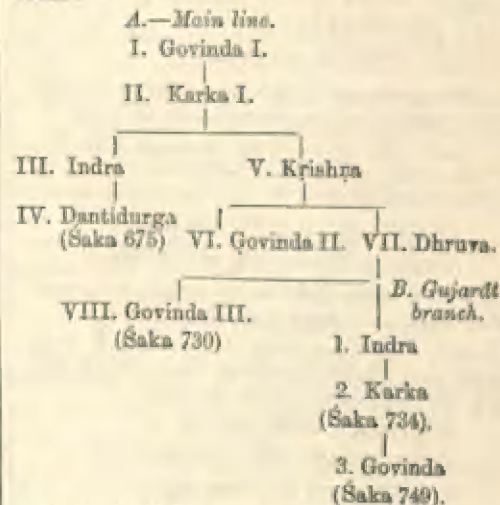 A.—Main line.
I. Govinda I.
II. Karka I.
III. Indra V. Kṛishṇa
IV. Dantidurga
(Śaka 675) VI. Govinda II. VII. Dhruva.
B. Gujarât
VIII. Govinda III. branch.
(Śaka 730) 1. Indra
2. Karka
(Śaka 734).
3. Govinda
(Śaka 749).